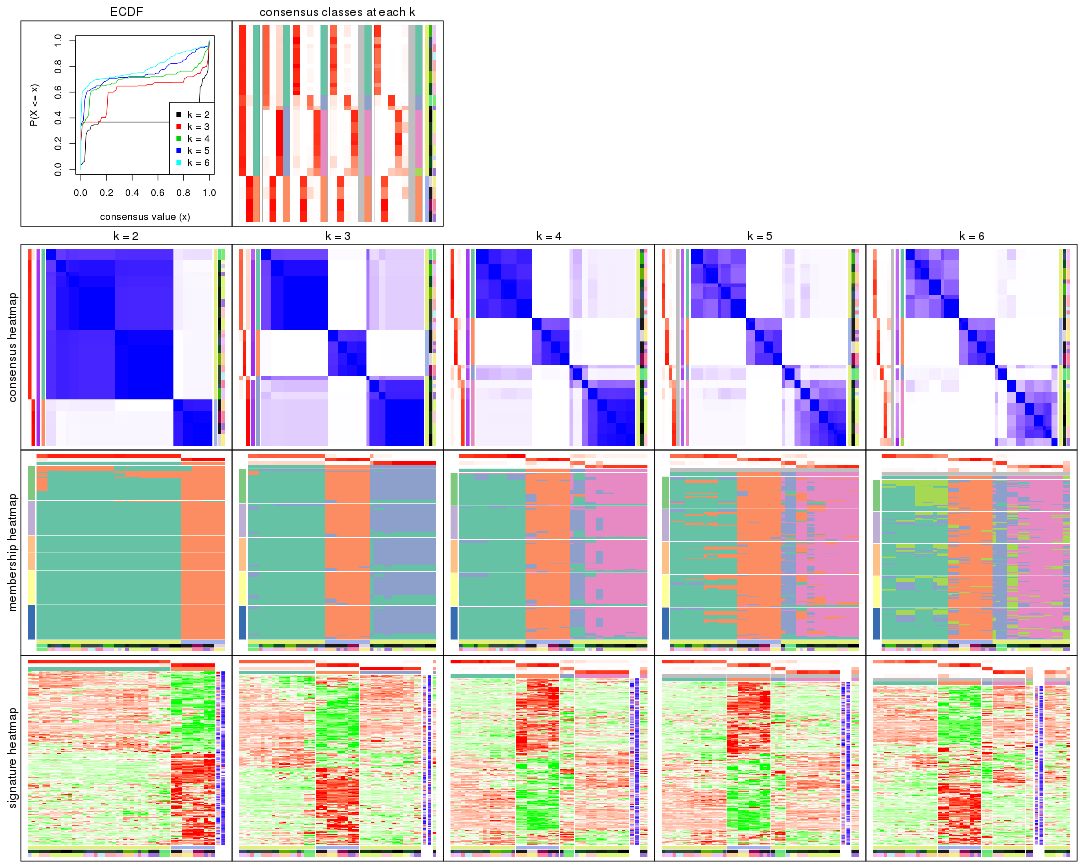 ECDF
consensus classes at each k
P(X <= x)
0.0 0.2 0.4 0.6 0.8 1.0
k = 2
k = 3
k = 4
k = 5
k = 6
0.0 0.2 0.4 0.6 0.8 1.0
consensus value (x)
k = 2
k = 3
k = 4
k = 5
k = 6
consensus heatmap
membership heatmap
signature heatmap